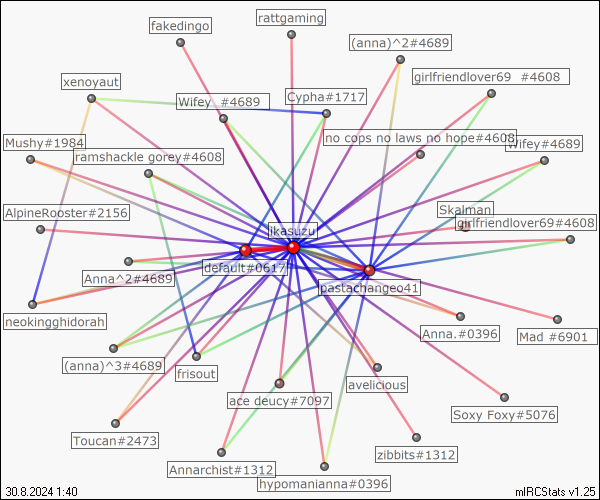 rattgaming
fakedingo
(anna)^2#4689
xenoyaut
girlfriendlover69 #4608
Wifey #4689
Cypha#1717
no cops no laws no hope#4608
Mushy#1984
Wifey#4689
ramshackle gorey#4608
AlpineRooster#2156
Skalman
girlfriendlover69#4608
ikasuzu
default#0617
Anna^2#4689
pastachangeo41
neokingghidorah
Anna.#0396
Mad #6901
(anna)^3#4689
frisout
avelicious
ace deucy#7097
Soxy Foxy#5076
Toucan#2473
zibbits#1312
Annarchist#1312
hypomanianna#0396
30.8.2024 1:40
mIRCStats v1.25